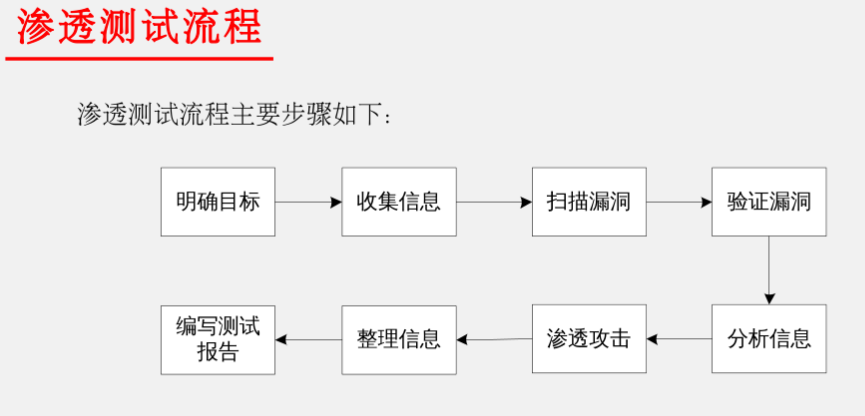 渗透测试流程
渗透测试流程主要步骤如下:
明确目标
收集信息
扫描漏洞
验证漏洞
分析信息
渗透攻击
整理信息
编写测试
报告